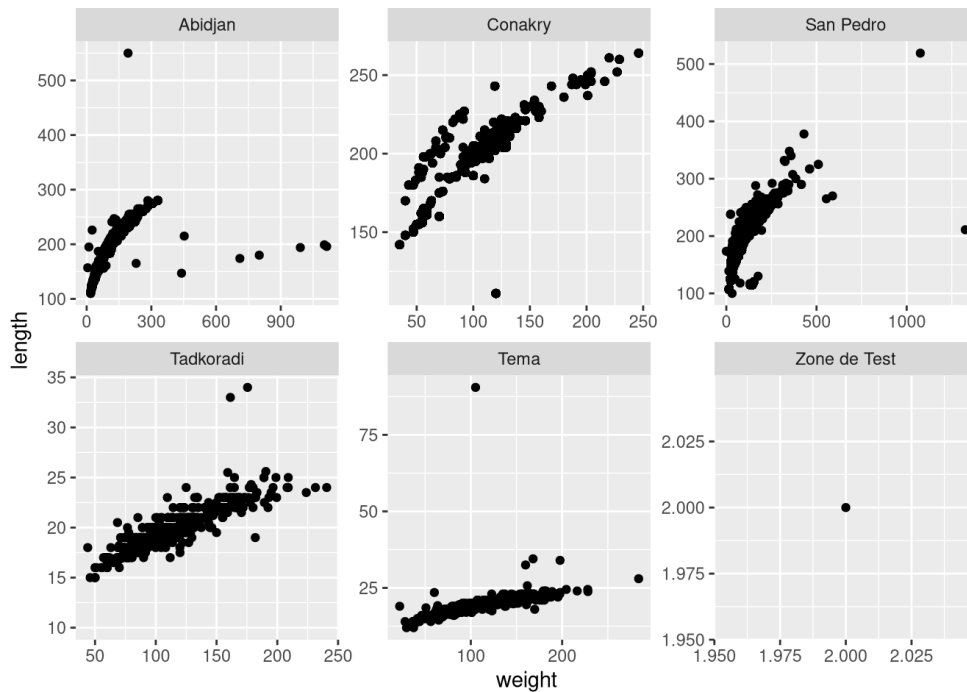 Abidjan
Conakry
San Pedro
500
400
300
200
100
0 300 600 900
250
200
150
50 100 150 200 250
500
400
300
200
100
0 500 1000
length
Tadkoradi
Tema
Zone de Test
35
30
25
20
15
10
50 100 150 200 250
75
50
25
100 200
2.025
2.000
1.975
1.950
1.950 1.975 2.000 2.025
weight